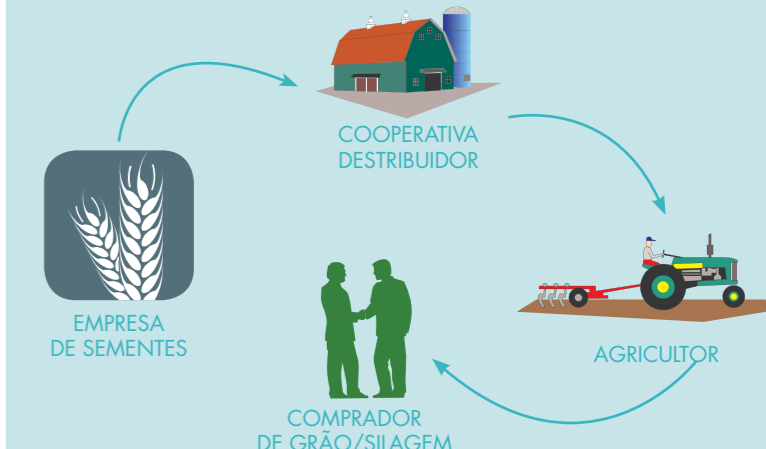 COOPERATIVA
DESTRIBUIDOR
EMPRESA
DE SEMENTES
AGRICULTOR
COMPRADOR
DE GRÃO/SILAGEM